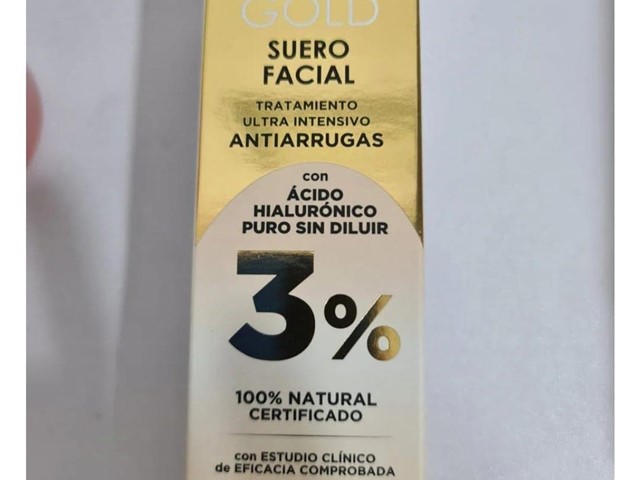 GOLD
SUERO
FACIAL
TRATAMIENTO
ULTRA INTENSIVO
ANTIARRUGAS
con
ÁCIDO
HIALURÓNICO
PURO SIN DILUIR
3%
100% NATURAL
CERTIFICADO
con ESTUDIO CLÍNICO
de EFICACIA COMPROBADA